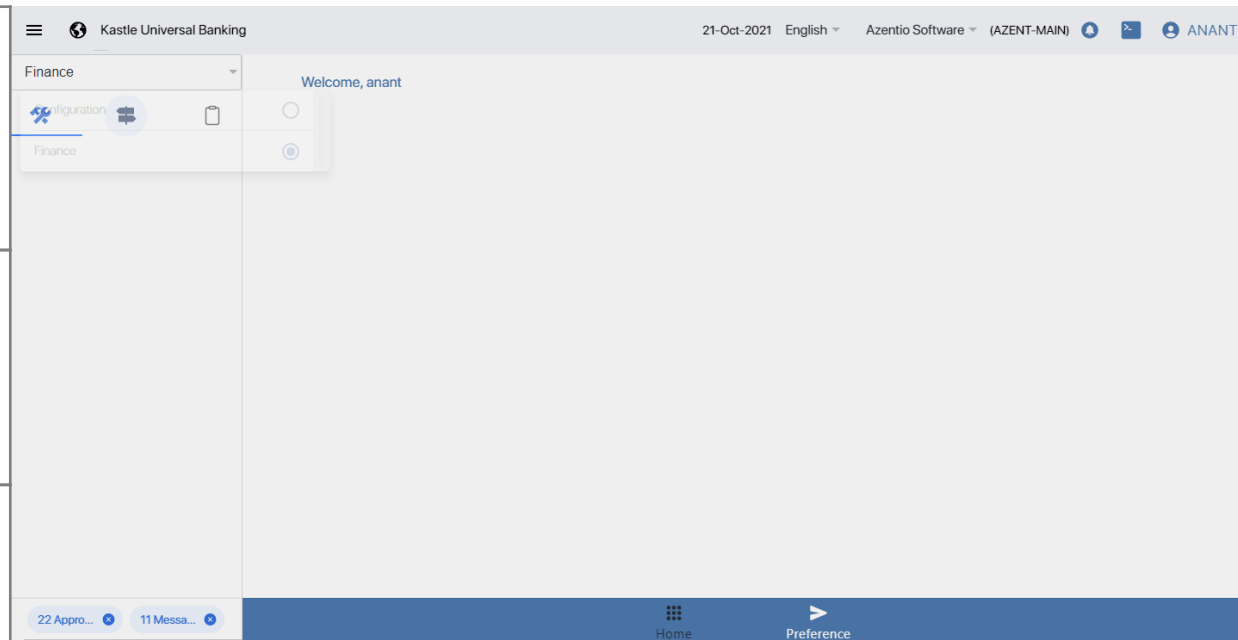 Kastle Universal Banking 21-Oct-2021 English Azentio Software (AZENT-MAIN) ANANT
Finance
Welcome, anant
Configuration
Finance
22 Appro... 11 Messa...
Home Preference